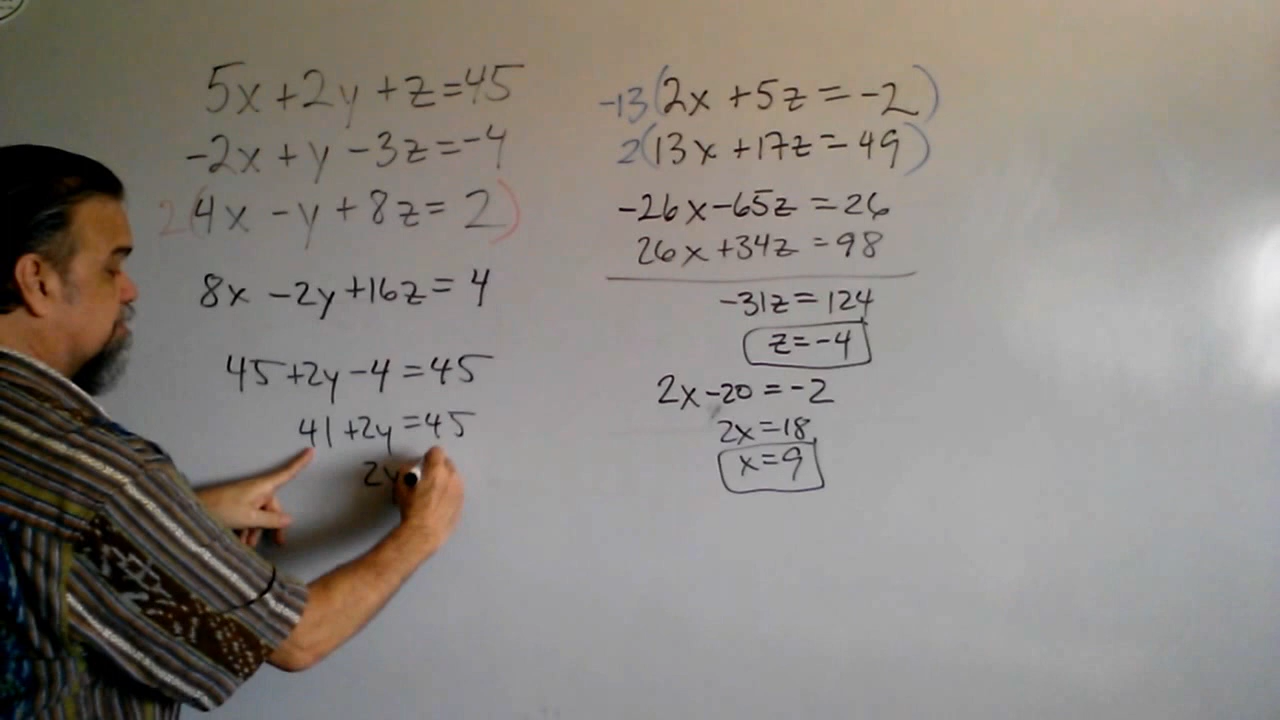 5x+2y+z=45
-2x+y-3z=-4
2(4x-y+8z=2)
8x-2y+16z=4
45+2y-4=45
41+2y=45
2y
-13(2x+5z=-2)
2(13x+17z=49)
-26x-65z=26
26x+34z=98
-31z=124
z=-4
2x-20=-2
2x=18
x=9